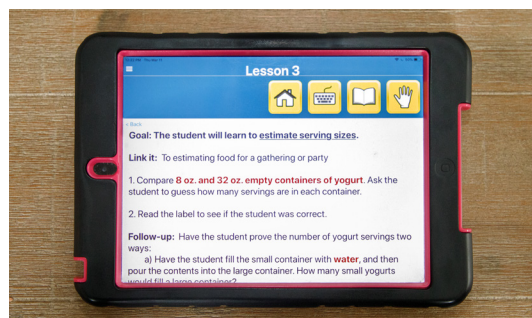 Lesson 3
< Back
Goal: The student will learn to estimate serving sizes.
Link it: To estimating food for a gathering or party
1. Compare 8 oz. and 32 oz. empty containers of yogurt. Ask the
student to guess how many servings are in each container.
2. Read the label to see if the student was correct.
Follow-up: Have the student prove the number of yogurt servings two
ways:
a) Have the student fill the small container with water, and then
pour the contents into the large container. How many small yogurts
would fill a large container?